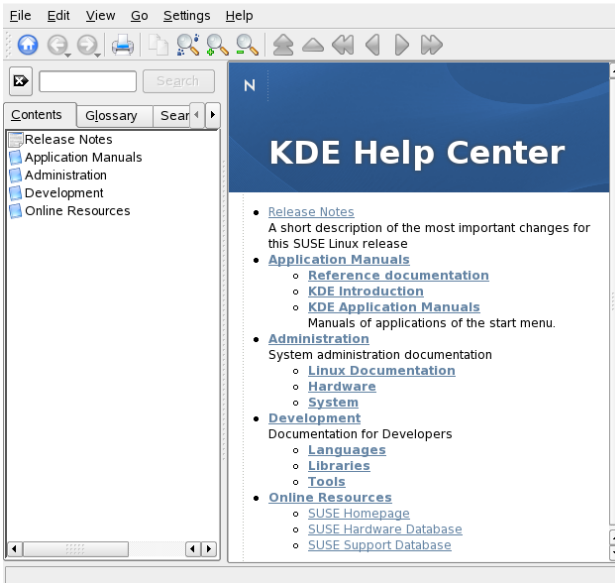 File Edit View Go Settings Help
Search
Contents Glossary Sear
Release Notes
Application Manuals
Administration
Development
Online Resources
N
KDE Help Center
Release Notes
A short description of the most important changes for
this SUSE Linux release
Application Manuals
Reference documentation
KDE Introduction
KDE Application Manuals
Manuals of applications of the start menu.
Administration
System administration documentation
Linux Documentation
Hardware
System
Development
Documentation for Developers
Languages
Libraries
Tools
Online Resources
SUSE Homepage
SUSE Hardware Database
SUSE Support Database